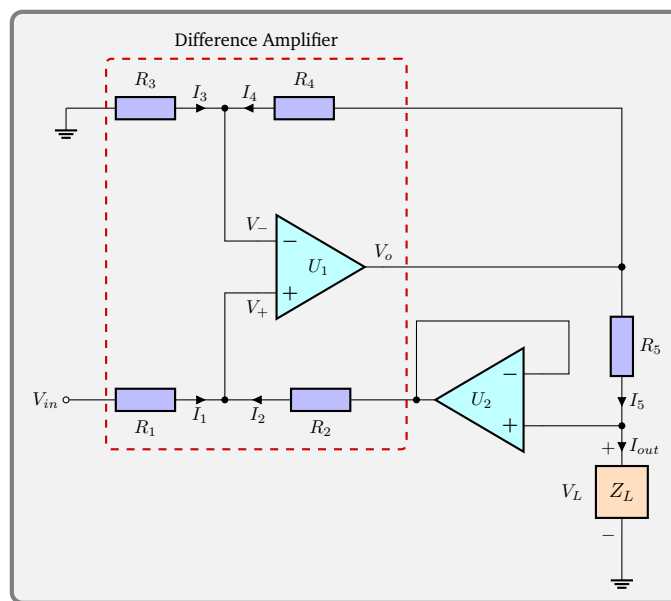 Difference Amplifier
R3
R4
I3
I4
V−
−
U1
Vo
+
V+
R5
−
U2
I5
Vin
R1
I1
I2
R2
+
+
Iout
VL
ZL
−